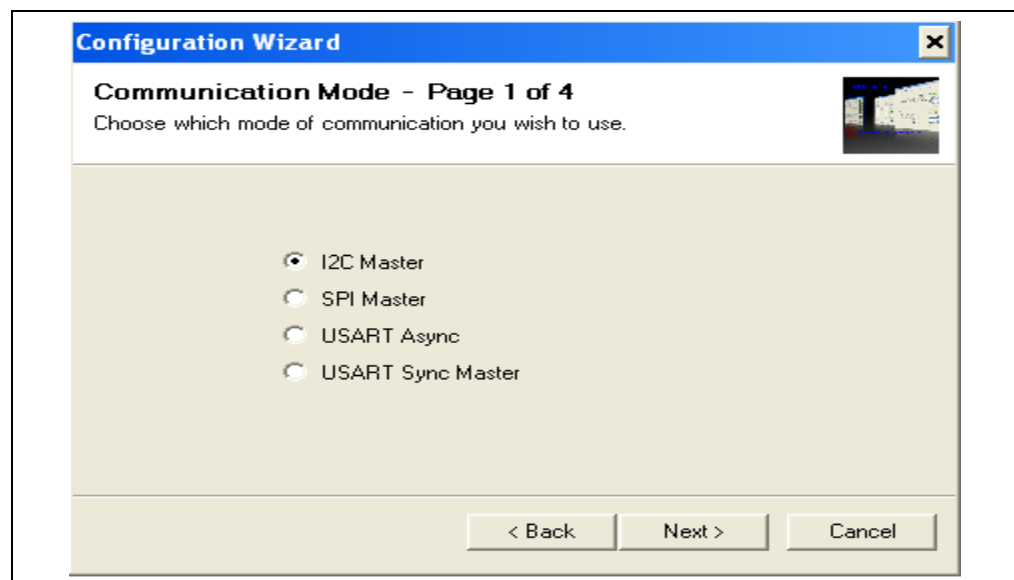 Configuration Wizard
Communication Mode - Page 1 of 4
Choose which mode of communication you wish to use.
I2C Master
SPI Master
USART Async
USART Sync Master
< Back
Next >
Cancel